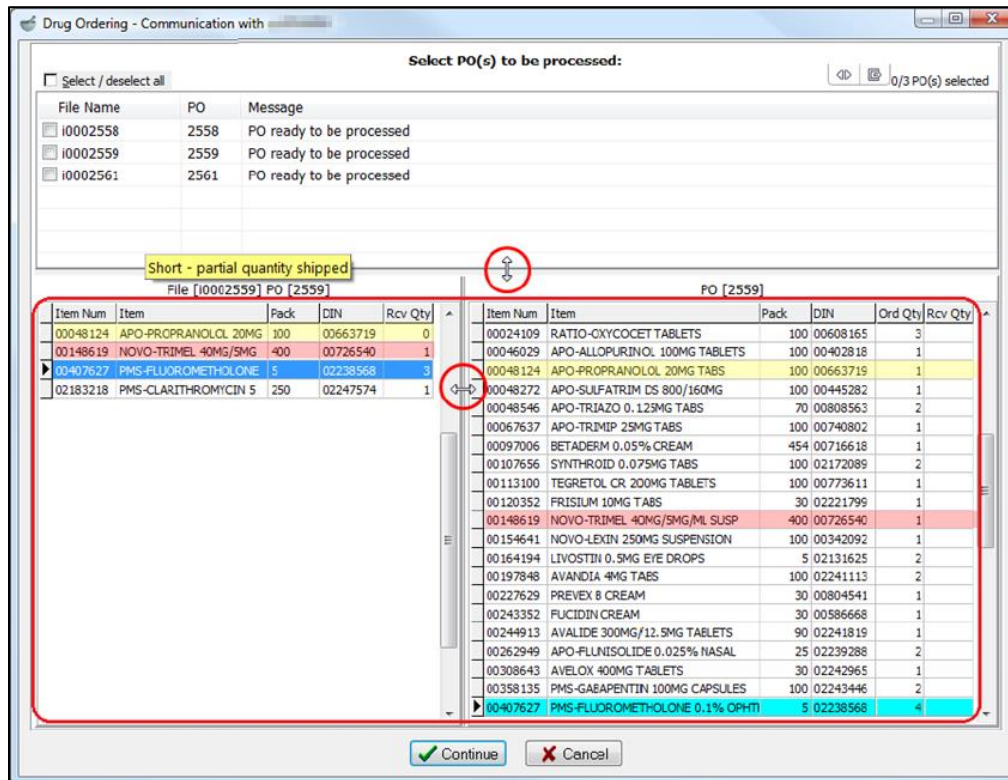 Drug Ordering - Communication with
Select PO(s) to be processed:
Select / deselect all
0/3 PO(s) selected
File Name PO Message
i0002558 2558 PO ready to be processed
i0002559 2559 PO ready to be processed
i0002561 2561 PO ready to be processed
Short - partial quantity shipped
File [i0002559] PO [2559]
Item Num Item Pack DIN Rcv Qty
00048124 APO-PROPRANOLOL 20MG 100 00663719 0
00148619 NOVO-TRIMEL 40MG/5MG 400 00726540 1
00407627 PMS-FLUOROMETHOLONE 5 02238568 3
02183218 PMS-CLARITHROMYCIN 5 250 02247574 1
PO [2559]
Item Num Item Pack DIN Ord Qty Rcv Qty
00024109 RATIO-OXYCOCET TABLETS 100 00608165 3
00046029 APO-ALLOPURINOL 100MG TABLETS 100 00402818 1
00048124 APO-PROPRANOLOL 20MG TABS 100 00663719 1
00048272 APO-SULFATRIM DS 800/160MG 100 00445282 1
00048546 APO-TRIAZO 0.125MG TABS 70 00808563 2
00067637 APO-TRIMIP 25MG TABS 100 00740802 1
00097006 BETADERM 0.05% CREAM 454 00716618 1
00107656 SYNTHROID 0.075MG TABS 100 02172089 2
00113100 TEGRETOL CR 200MG TABLETS 100 00773611 1
00120352 FRISIUM 10MG TABS 30 02221799 1
00148619 NOVO-TRIMEL 40MG/5MG/ML SUSP 400 00726540 1
00154641 NOVO-LEXIN 250MG SUSPENSION 100 00342092 1
00164194 LIVOSTIN 0.5MG EYE DROPS 5 02131625 2
00197848 AVANDIA 4MG TABS 100 02241113 2
00227629 PREVEX B CREAM 30 00804541 1
00243352 FUCIDIN CREAM 30 00586668 1
00244913 AVALIDE 300MG/12.5MG TABLETS 90 02241819 1
00262949 APO-FLUNISOLIDE 0.025% NASAL 25 02239288 2
00308643 AVELOX 400MG TABLETS 30 02242965 1
00358135 PMS-GABAPENTIN 100MG CAPSULES 100 02243446 2
00407627 PMS-FLUOROMETHOLONE 0.1% OPHTI 5 02238568 4
Continue
Cancel